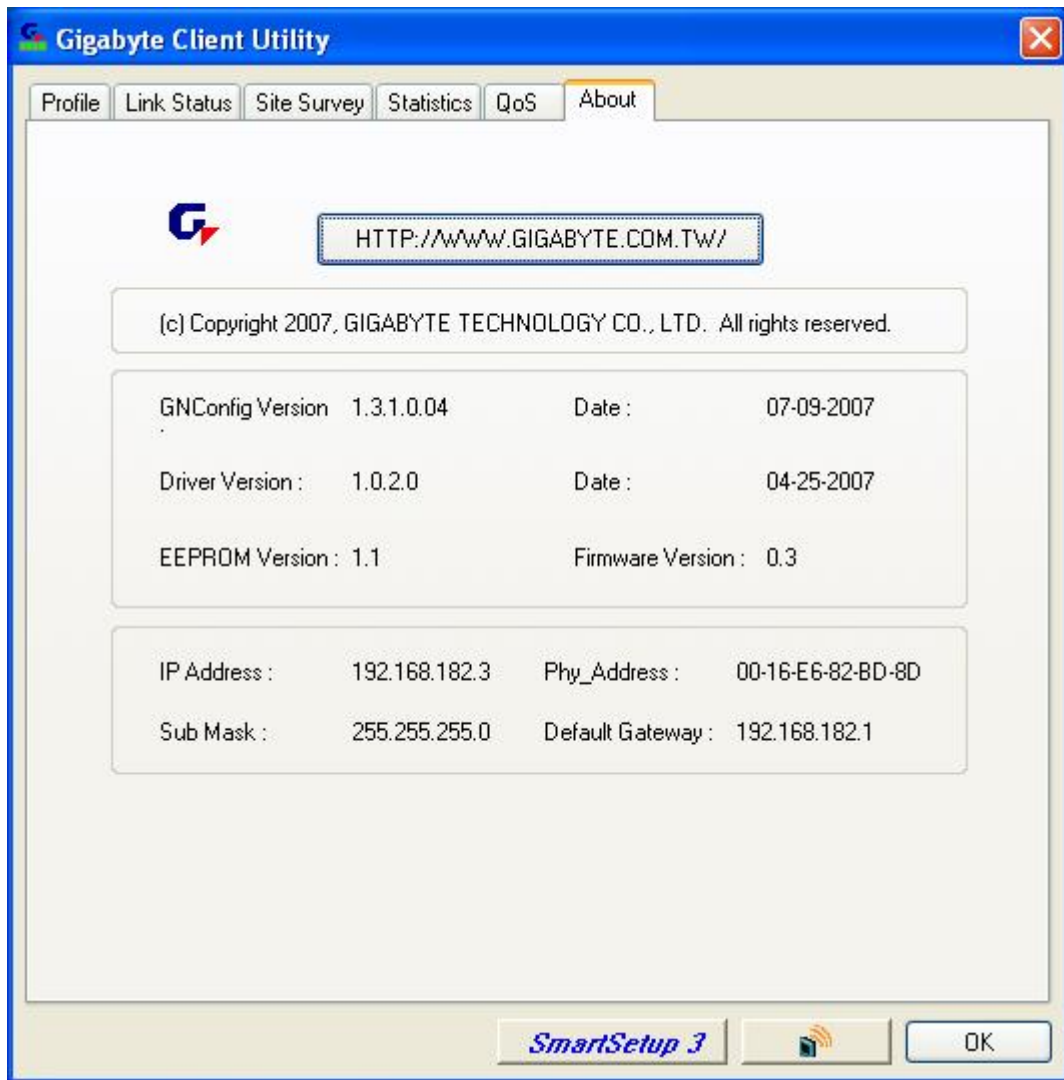 Gigabyte Client Utility
Profile Link Status Site Survey Statistics QoS About
G
HTTP://WWW.GIGABYTE.COM.TW/
(c) Copyright 2007, GIGABYTE TECHNOLOGY CO., LTD. All rights reserved.
GNConfig Version 1.3.1.0.04 Date : 07-09-2007
Driver Version : 1.0.2.0 Date : 04-25-2007
EEPROM Version : 1.1 Firmware Version : 0.3
IP Address : 192.168.182.3 Phy_Address : 00-16-E6-82-BD-8D
Sub Mask : 255.255.255.0 Default Gateway : 192.168.182.1
SmartSetup 3 OK